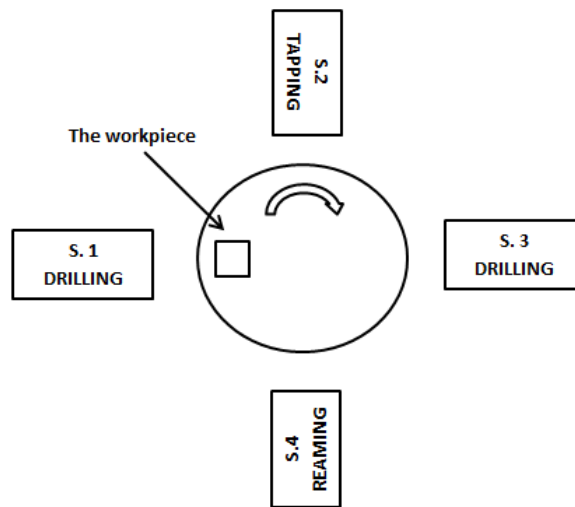 S.2
TAPPING
The workpiece
S. 1
DRILLING
S. 3
DRILLING
S.4
REAMING